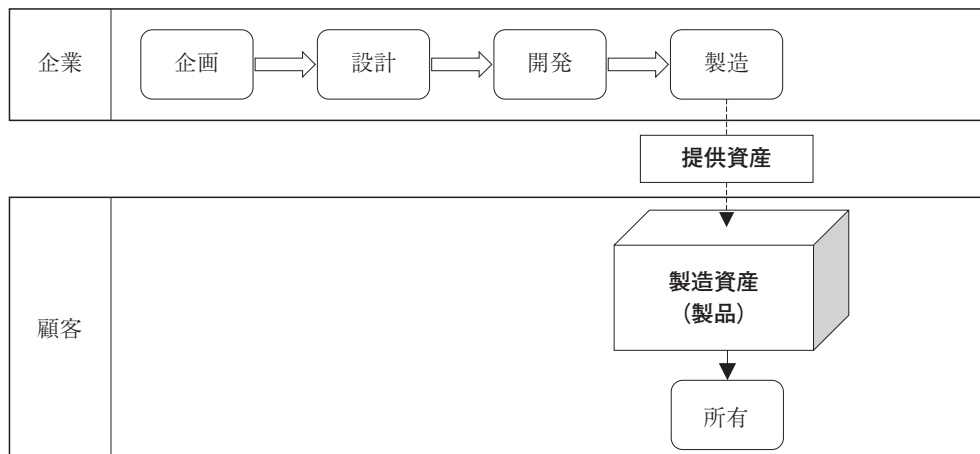 企業
企画
設計
開発
製造
提供資産
顧客
製造資産
（製品）
所有